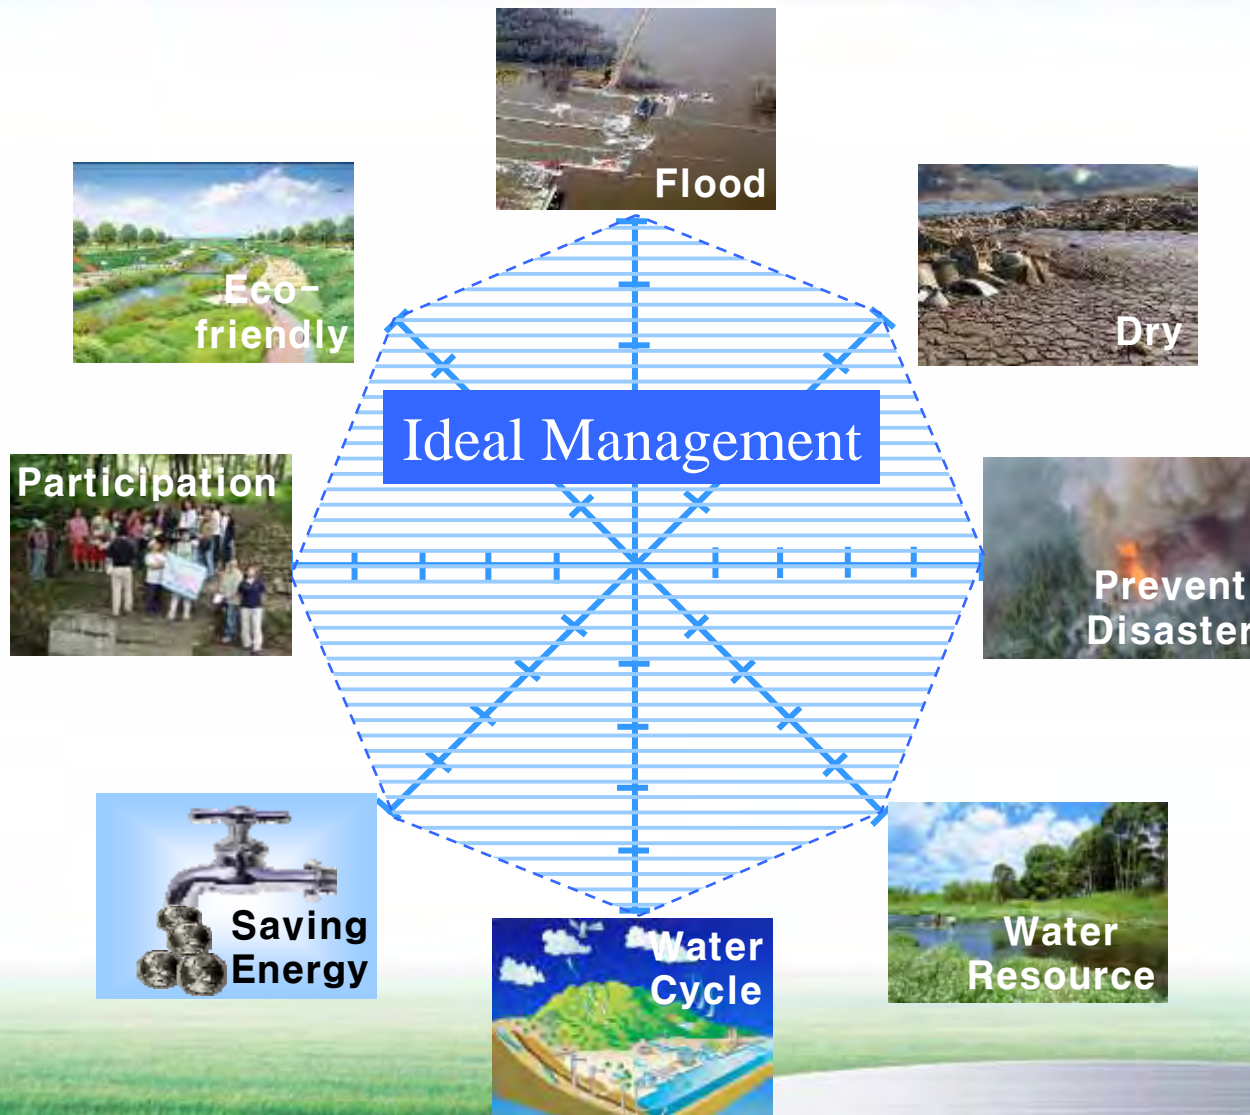 Flood
Eco-
friendly
Dry
Ideal Management
Participation
Prevent
Disaster
Saving
Energy
Water
Cycle
Water
Resource